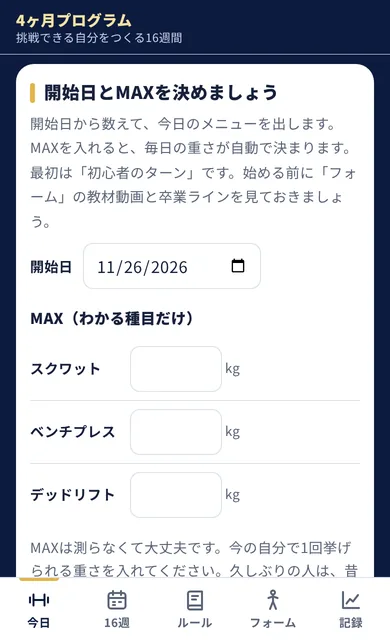 4ヶ月プログラム
挑戦できる自分をつくる16週間
開始日とMAXを決めましょう
開始日から数えて、今日のメニューを出します。
MAXを入れると、毎日の重さが自動で決まります。
最初は「初心者のターン」です。始める前に「フォ
ーム」の教材動画と卒業ラインを見ておきましょ
う。
開始日 11/26/2026
MAX（わかる種目だけ）
スクワット kg
ベンチプレス kg
デッドリフト kg
MAXは測らなくて大丈夫です。今の自分で1回挙げ
られる重さを入れてください。久しぶりの人は、昔
今日 16週 ルール フォーム 記録